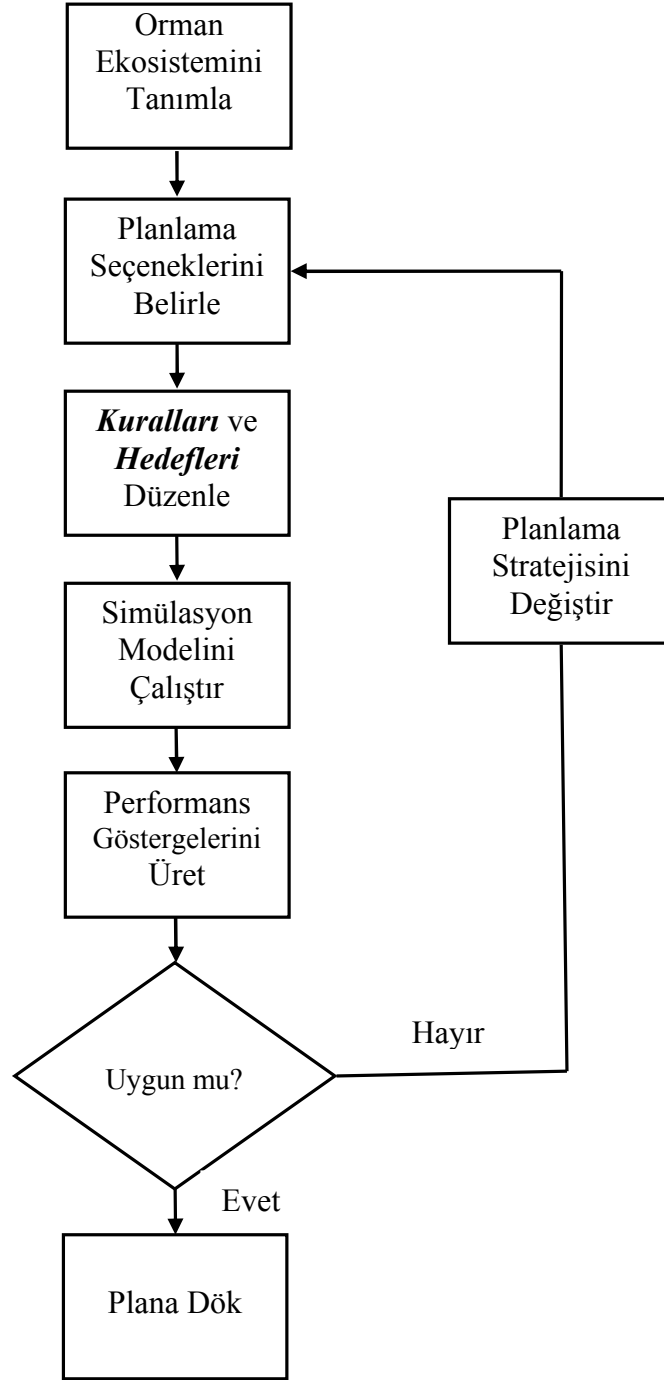 Orman
Ekosistemini
Tanımla
Planlama
Seçeneklerini
Belirle
Kuralları ve
Hedefleri
Düzenle
Planlama
Stratejisini
Değiştir
Simülasyon
Modelini
Çalıştır
Performans
Göstergelerini
Üret
Hayır
Uygun mu?
Evet
Plana Dök